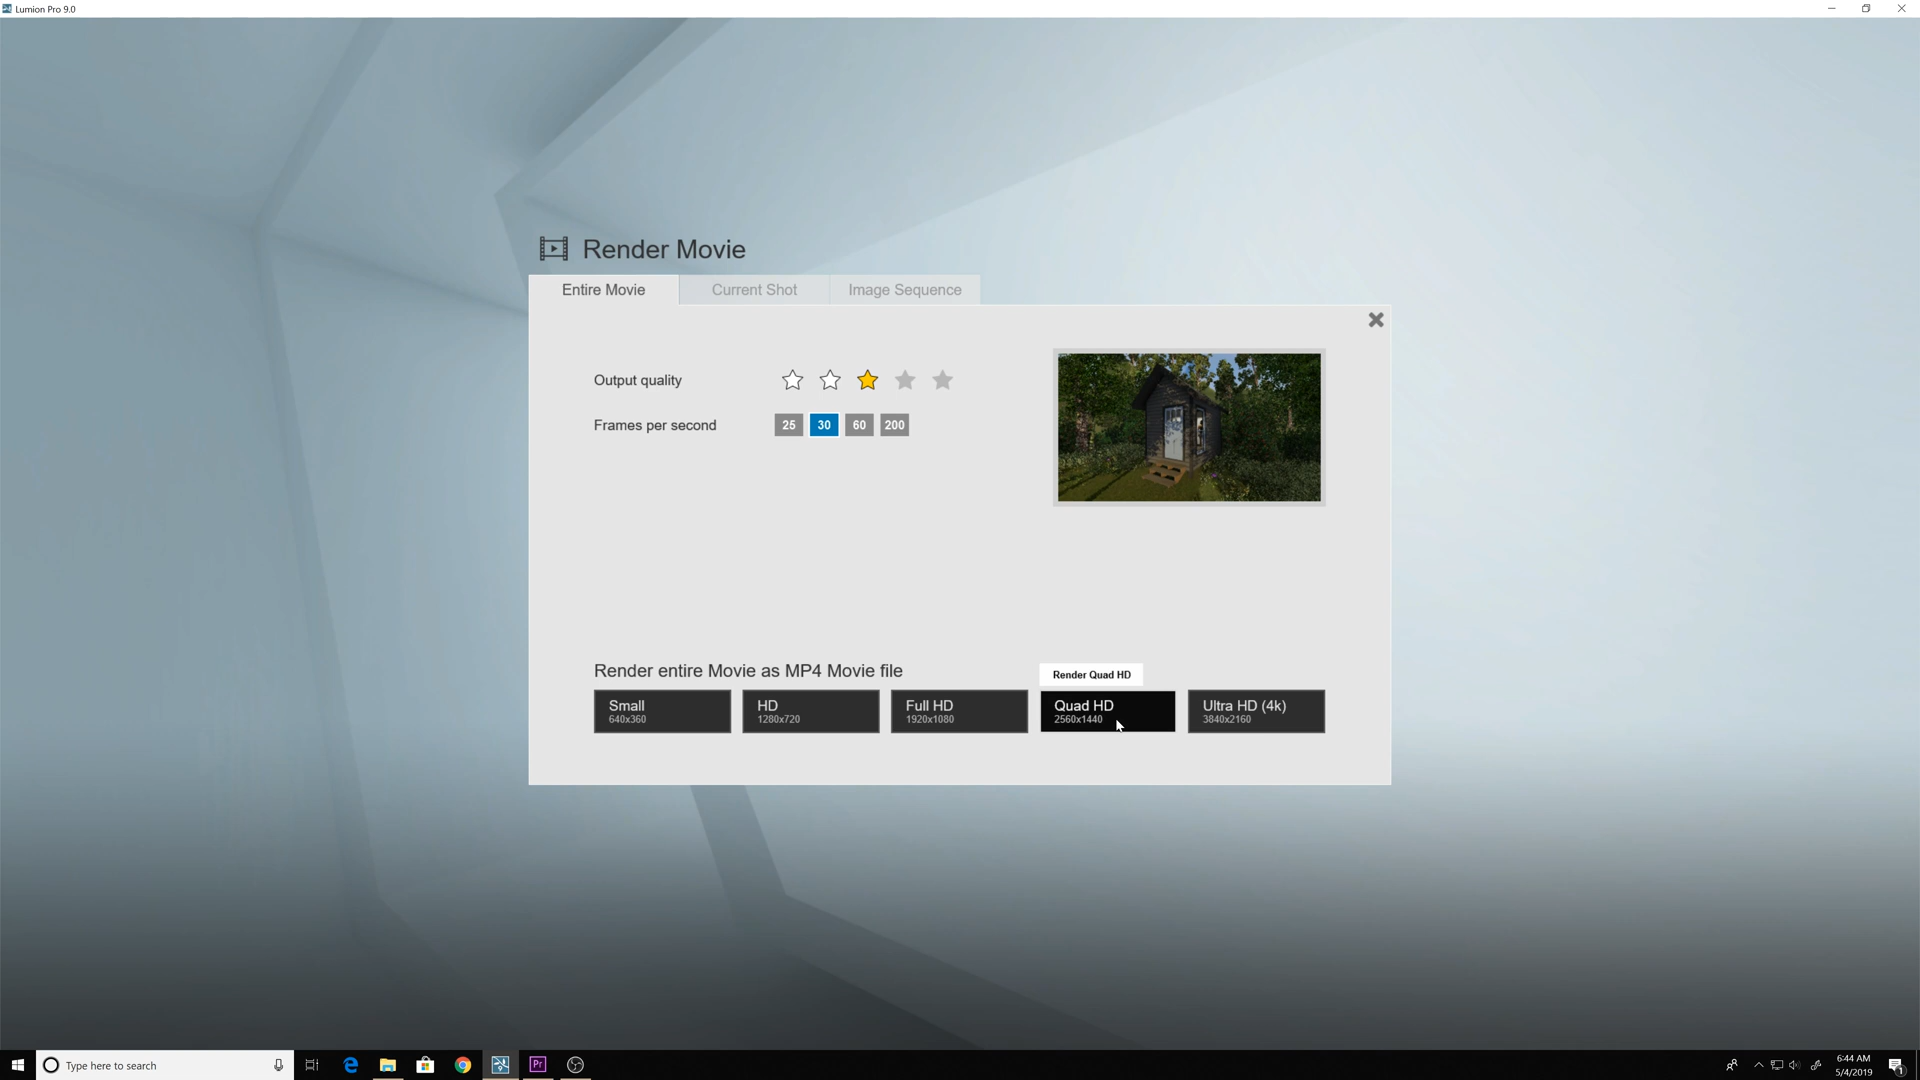 Lumion Pro 9.0
Render Movie
Entire Movie
Current Shot
Image Sequence
Output quality
Frames per second
25
30
60
200
Render entire Movie as MP4 Movie file
Render Quad HD
Small
640x360
HD
1280x720
Full HD
1920x1080
Quad HD
2560x1440
Ultra HD (4k)
3840x2160
Type here to search
Pr
6:44 AM
5/4/2019
1